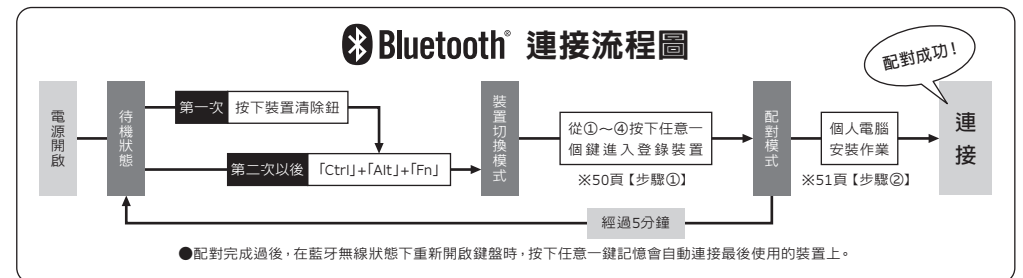 Bluetooth® 連接流程圖
配對成功！
電源開啟
待機狀態
第一次 按下裝置清除鈕
第二次以後 「Ctrl」+「Alt」+「Fn」
裝置切換模式
從①～④按下任意一
個鍵進入登錄裝置
※50頁【步驟①】
配對模式
個人電腦
安裝作業
※51頁【步驟②】
連接
經過5分鐘
●配對完成過後，在藍牙無線狀態下重新開啟鍵盤時，按下任意一鍵記憶會自動連接最後使用的裝置上。